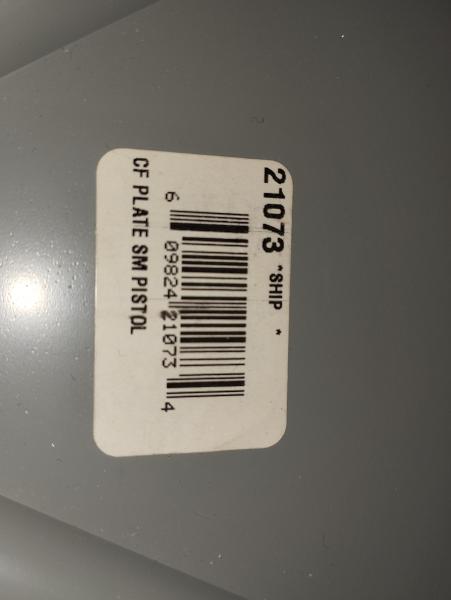 21073 *SHIP *
6 09824 21073 4
CF PLATE SM PISTOL